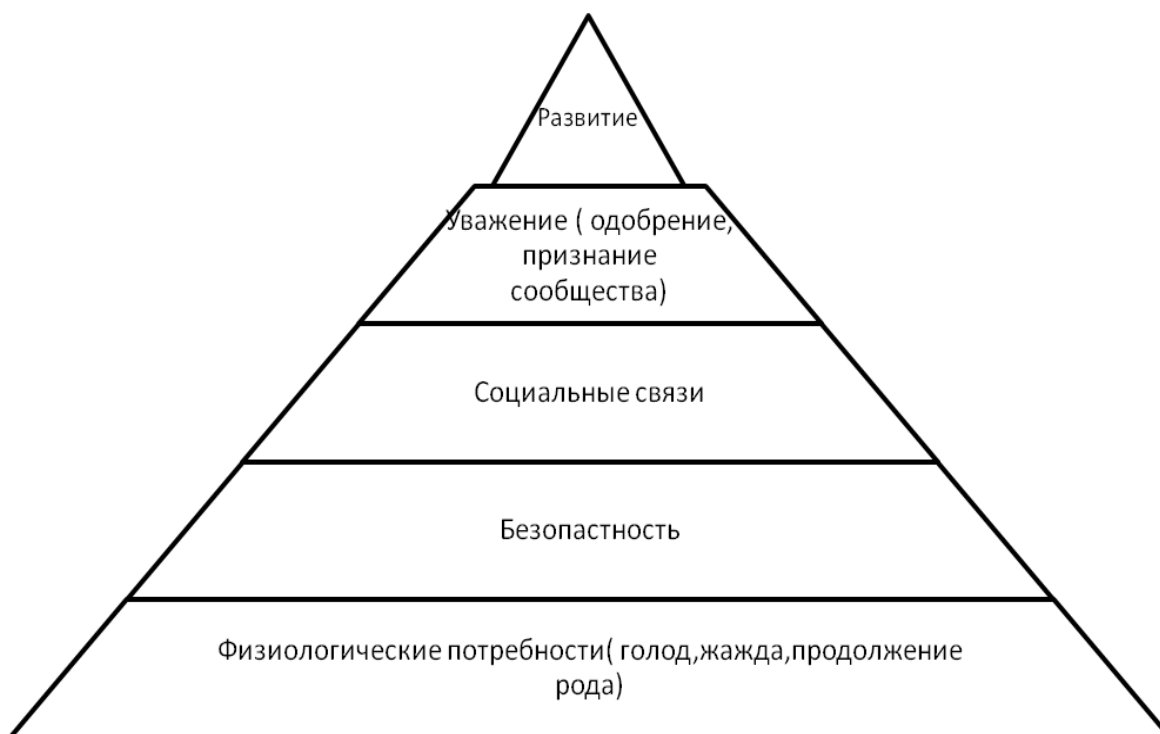 Развитие
Уважение ( одобрение,
признание
сообщества)
Социальные связи
Безопастность
Физиологические потребности( голод,жажда,продолжение
рода)